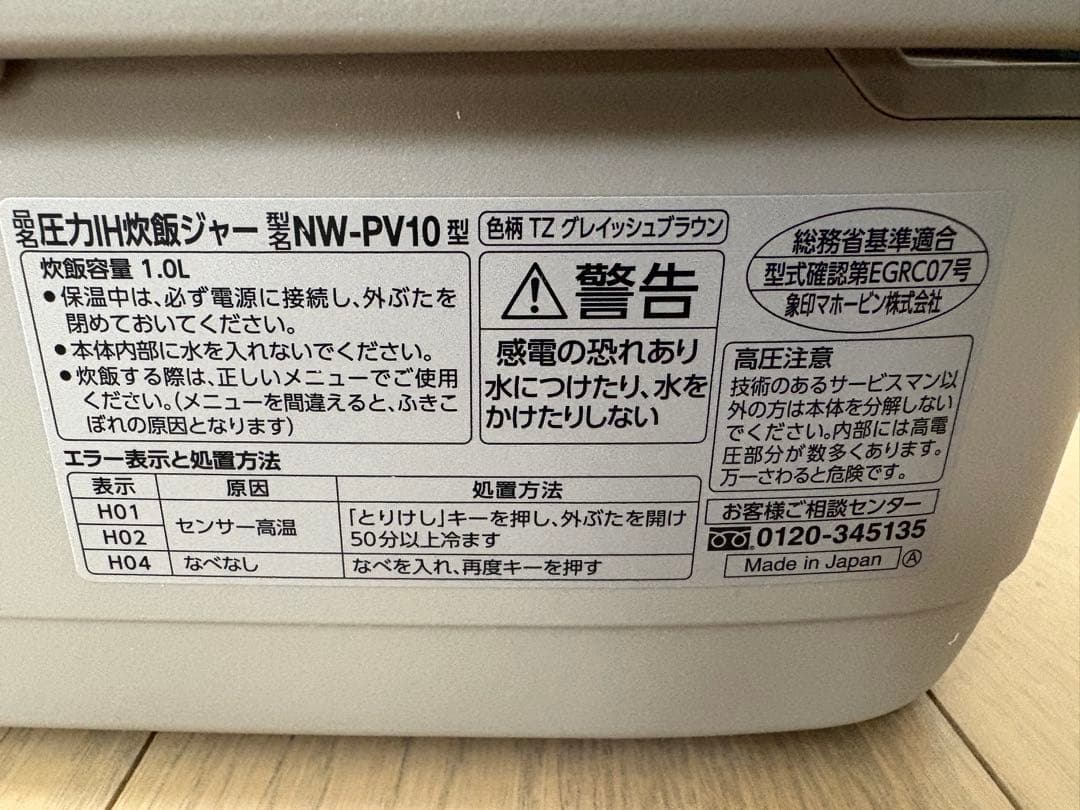 品名 圧力IH炊飯ジャー 型名 NW-PV10型 色柄 TZ グレイッシュブラウン
炊飯容量 1.0L
●保温中は、必ず電源に接続し、外ぶたを
閉めておいてください。
●本体内部に水を入れないでください。
●炊飯する際は、正しいメニューでご使用
ください。(メニューを間違えると、ふきこ
ぼれの原因となります)
警告
感電の恐れあり
水につけたり、水を
かけたりしない
総務省基準適合
型式確認第EGRC07号
象印マホービン株式会社
高圧注意
技術のあるサービスマン以
外の方は本体を分解しない
でください。内部には高電
圧部分が数多くあります。
万一さわると危険です。
エラー表示と処置方法
表示 原因 処置方法
H01
H02
センサー高温
「とりけし」キーを押し、外ぶたを開け
50分以上冷ます
H04 なべなし なべを入れ、再度キーを押す
お客様ご相談センター
0120-345135
Made in Japan Ⓐ